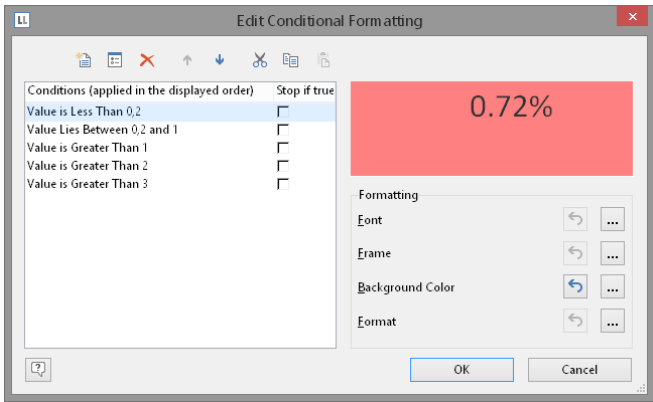 LL Edit Conditional Formatting
Conditions (applied in the displayed order) Stop if true
Value is Less Than 0,2
Value Lies Between 0,2 and 1
Value is Greater Than 1
Value is Greater Than 2
Value is Greater Than 3
0.72%
Formatting
Font ...
Frame ...
Background Color ...
Format ...
? OK Cancel